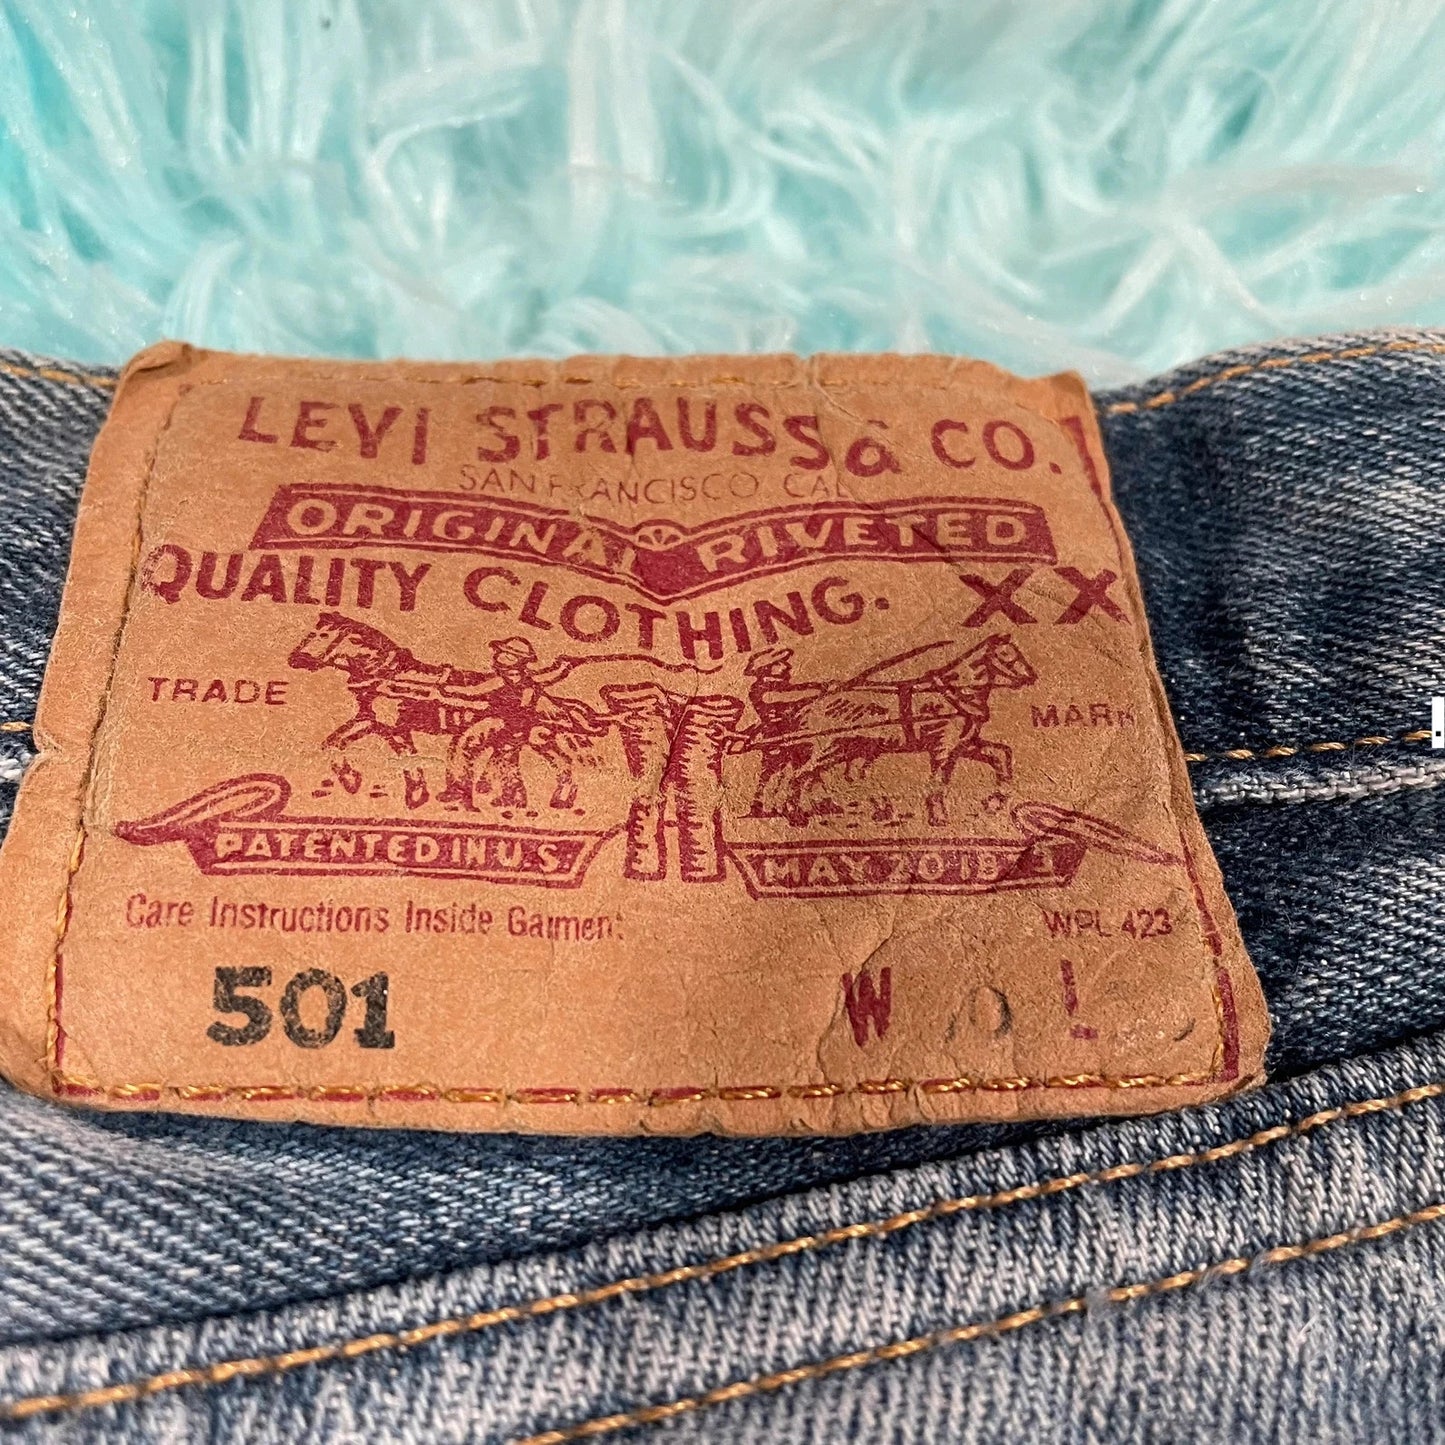 LEVI STRAUSS & CO.
SAN FRANCISCO CAL
ORIGINAL RIVETED
QUALITY CLOTHING. XX
TRADE MARK
PATENTED IN U.S. MAY 20 1873
Care Instructions Inside Garment
WPL 423
501 W L